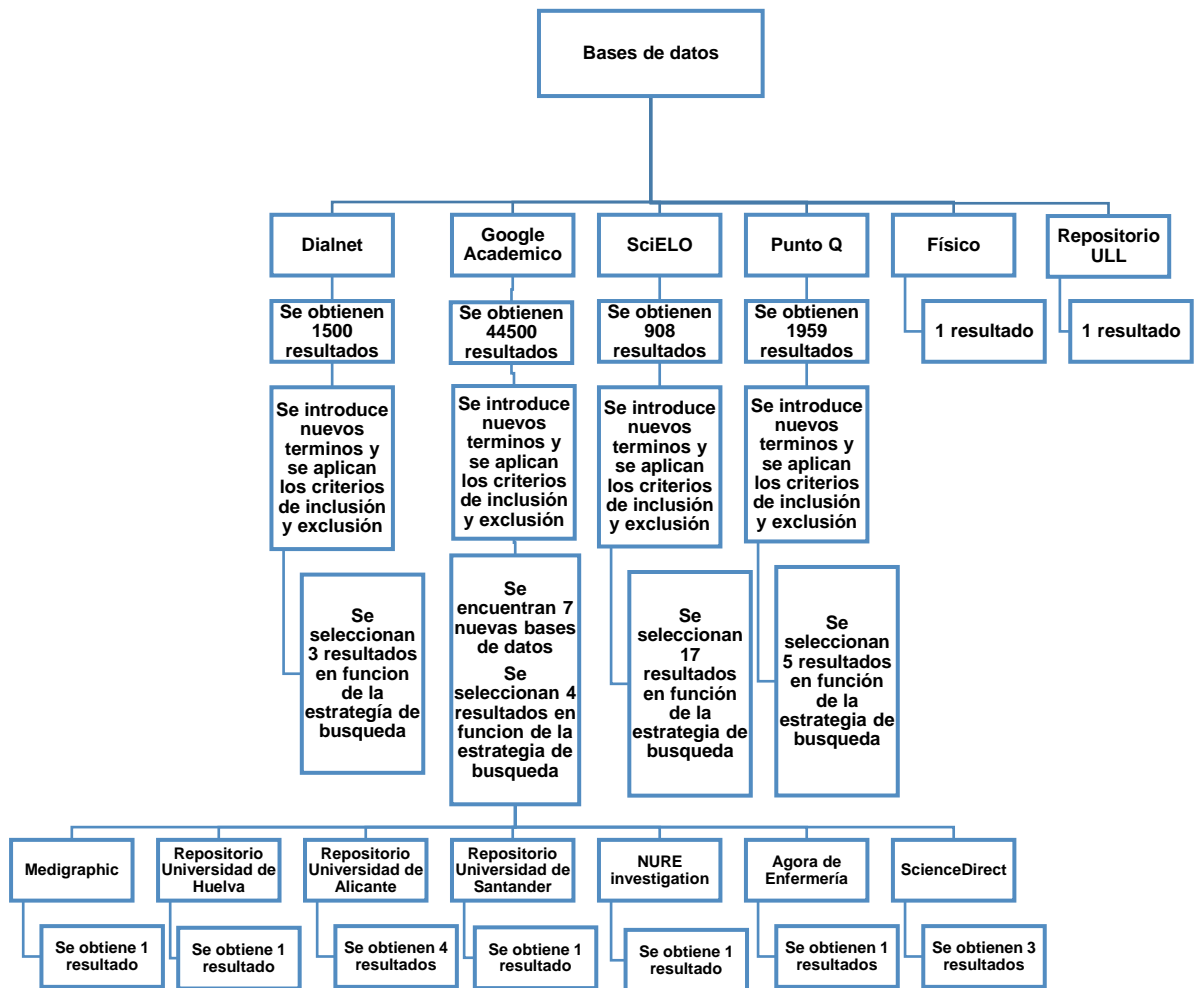 Bases de datos
Dialnet
Google
Academico
SciELO
Punto Q
Físico
Repositorio
ULL
Se obtienen
1500
resultados
Se obtienen
44500
resultados
Se obtienen
908
resultados
Se obtienen
1959
resultados
1 resultado
1 resultado
Se introduce
nuevos
terminos y
se aplican
los criterios
de inclusión
y exclusión
Se introduce
nuevos
terminos y
se aplican
los criterios
de inclusión
y exclusión
Se introduce
nuevos
terminos y
se aplican
los criterios
de inclusión
y exclusión
Se introduce
nuevos
terminos y
se aplican
los criterios
de inclusión
y exclusión
Se
seleccionan
3 resultados
en funcion
de la
estrategía de
busqueda
Se
encuentran 7
nuevas bases
de datos
Se
seleccionan 4
resultados en
funcion de la
estrategia de
busqueda
Se
seleccionan
17
resultados
en función
de la
estrategia de
busqueda
Se
seleccionan
5 resultados
en función
de la
estrategia de
busqueda
Medigraphic
Repositorio
Universidad de
Huelva
Repositorio
Universidad de
Alicante
Repositorio
Universidad de
Santander
NURE
investigation
Agora de
Enfermería
ScienceDirect
Se obtiene 1
resultado
Se obtiene 1
resultado
Se obtienen 4
resultados
Se obtiene 1
resultado
Se obtiene 1
resultado
Se obtienen 1
resultados
Se obtienen 3
resultados